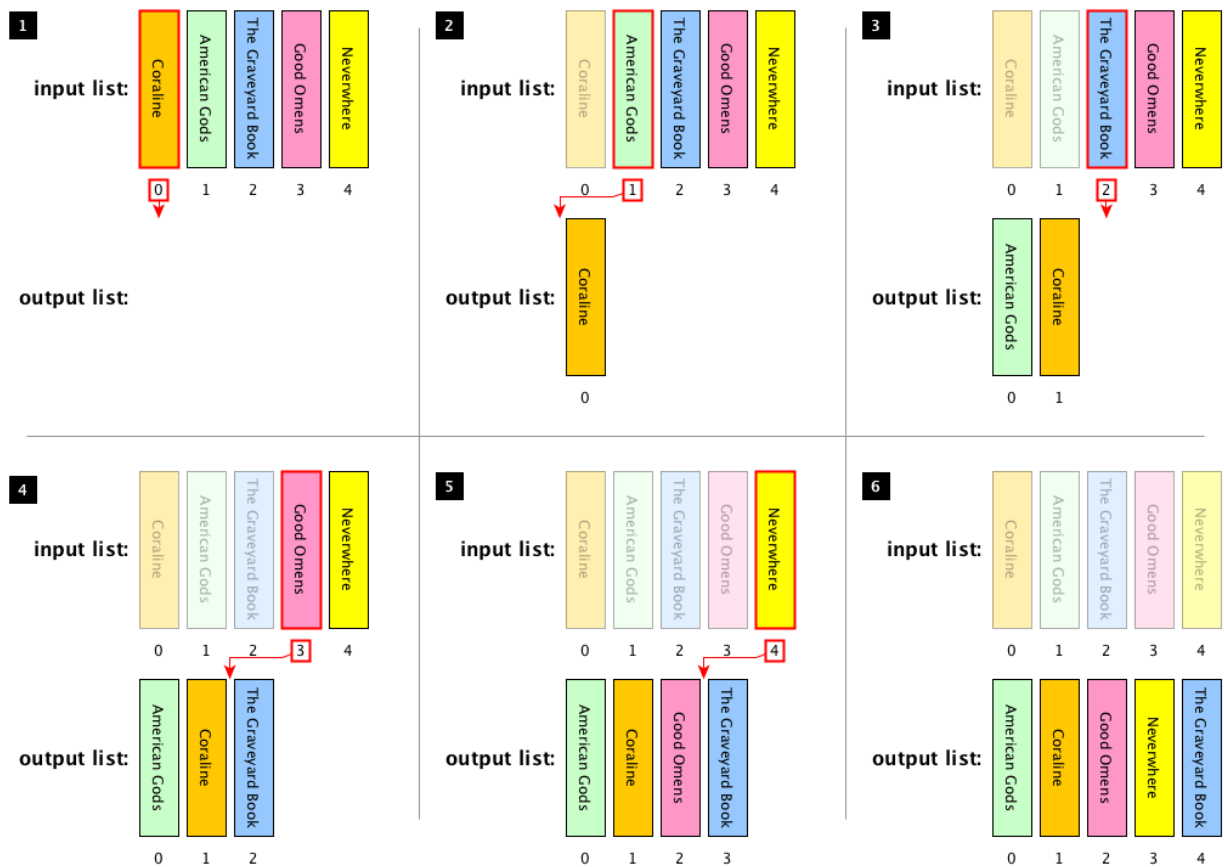 1
input list:
Coraline
American Gods
The Graveyard Book
Good Omens
Neverwhere
0 1 2 3 4
output list:
2
input list:
Coraline
American Gods
The Graveyard Book
Good Omens
Neverwhere
0 1 2 3 4
output list:
Coraline
0
3
input list:
Coraline
American Gods
The Graveyard Book
Good Omens
Neverwhere
0 1 2 3 4
output list:
American Gods
Coraline
0 1
4
input list:
Coraline
American Gods
The Graveyard Book
Good Omens
Neverwhere
0 1 2 3 4
output list:
American Gods
Coraline
The Graveyard Book
0 1 2
5
input list:
Coraline
American Gods
The Graveyard Book
Good Omens
Neverwhere
0 1 2 3 4
output list:
American Gods
Coraline
Good Omens
The Graveyard Book
0 1 2 3
6
input list:
Coraline
American Gods
The Graveyard Book
Good Omens
Neverwhere
0 1 2 3 4
output list:
American Gods
Coraline
Good Omens
Neverwhere
The Graveyard Book
0 1 2 3 4